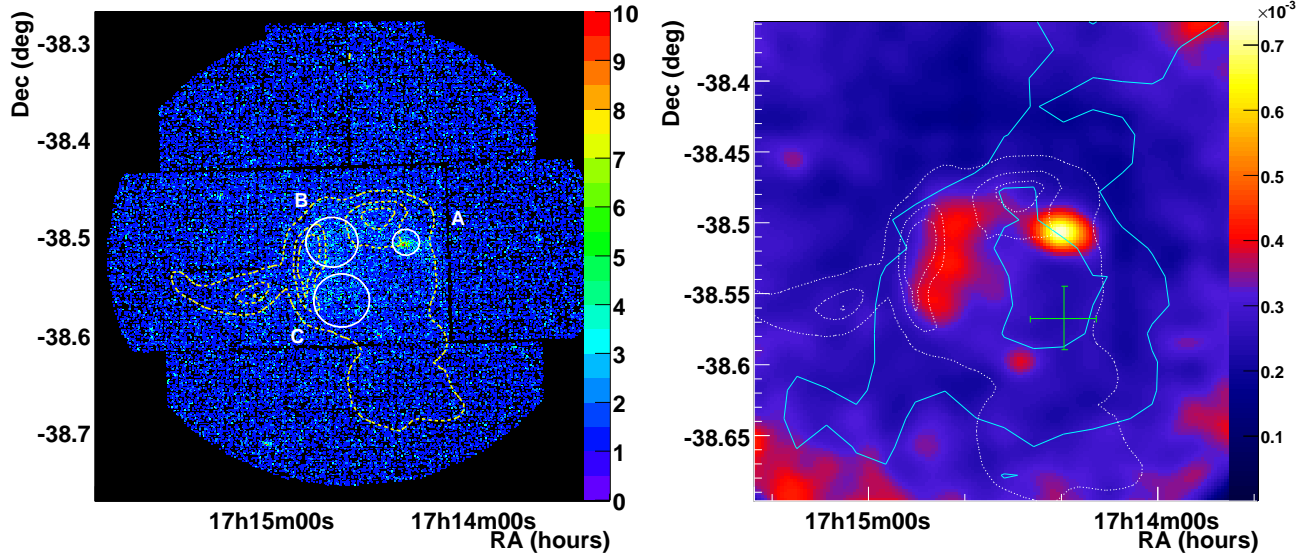 Dec (deg)
-38.3
-38.4
-38.5
-38.6
-38.7
B
A
C
17h15m00s
17h14m00s
RA (hours)
10
9
8
7
6
5
4
3
2
1
0
×10-3
Dec (deg)
-38.4
-38.45
-38.5
-38.55
-38.6
-38.65
17h15m00s
17h14m00s
RA (hours)
0.7
0.6
0.5
0.4
0.3
0.2
0.1